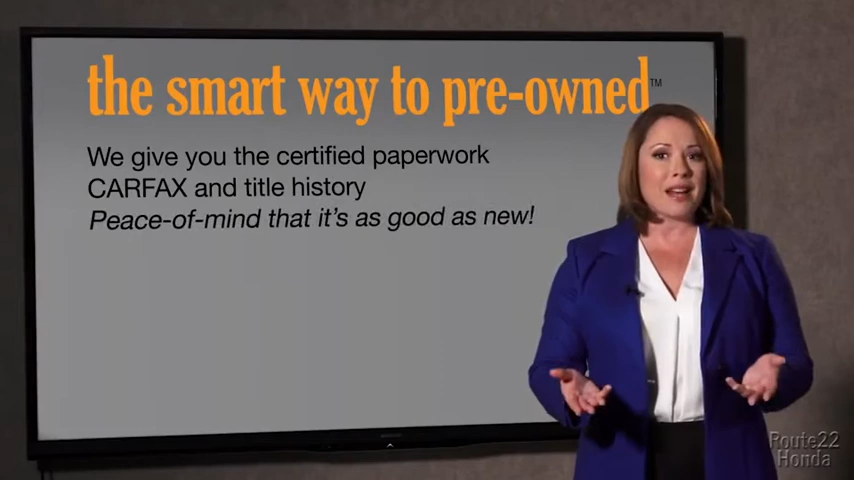 the smart way to pre-owned™
We give you the certified paperwork
CARFAX and title history
Peace-of-mind that it's as good as new!
Route22
Honda